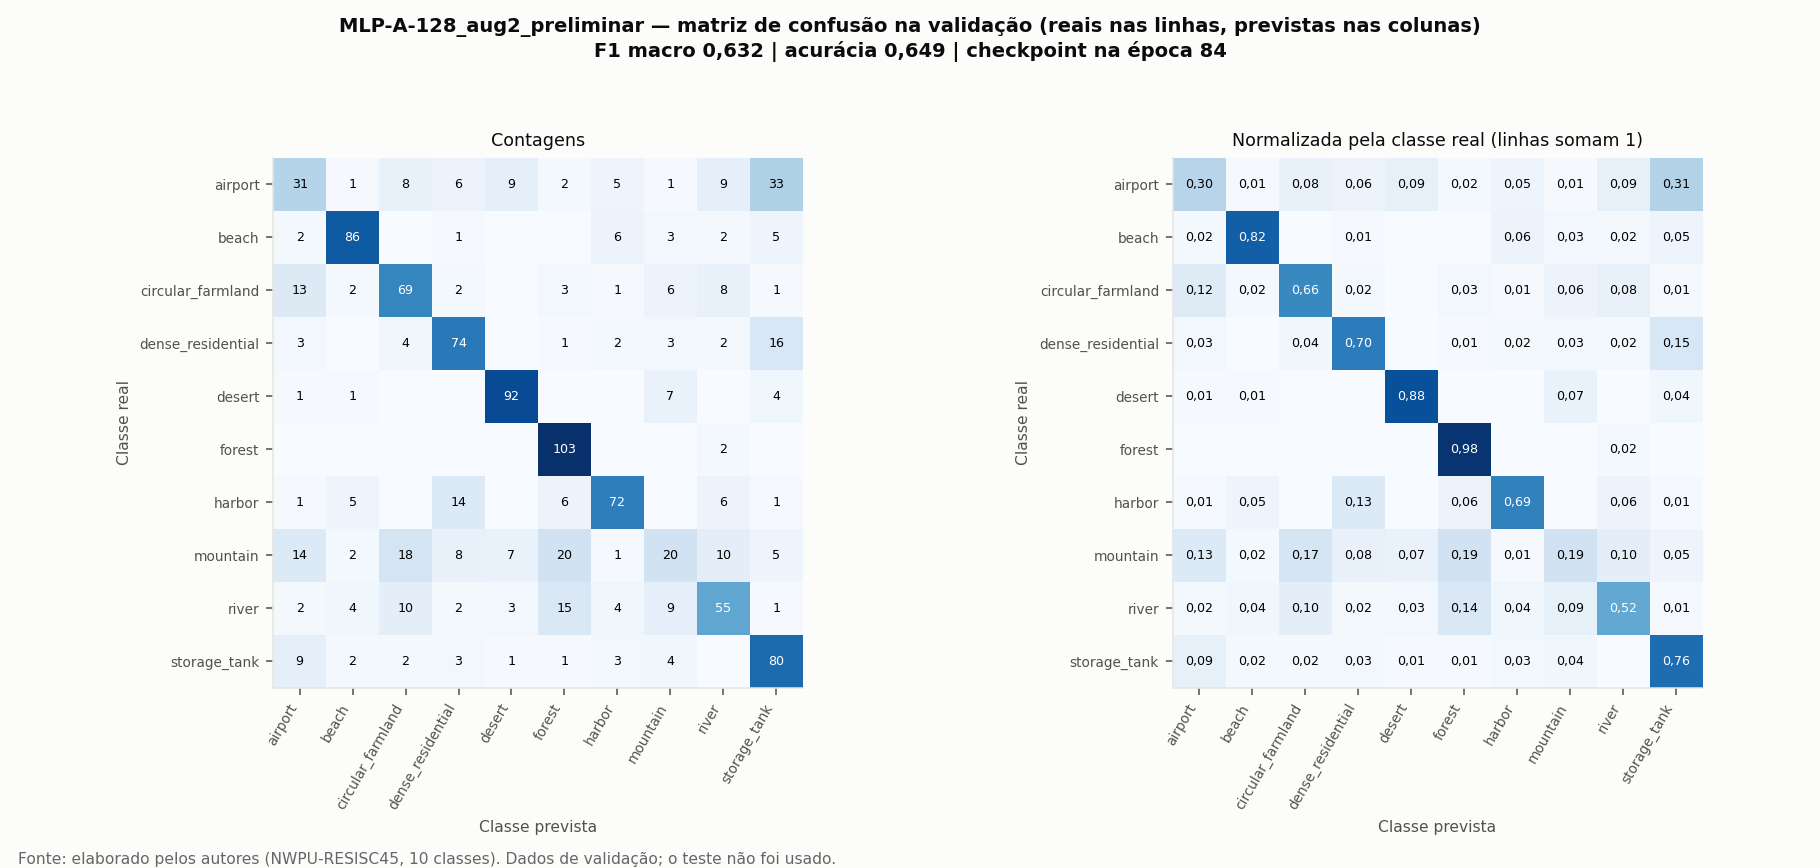 MLP-A-128_aug2_preliminar — matriz de confusão na validação (reais nas linhas, previstas nas colunas)
F1 macro 0,632 | acurácia 0,649 | checkpoint na época 84
Contagens
airport 31 1 8 6 9 2 5 1 9 33
beach 2 86 1 6 3 2 5
circular_farmland 13 2 69 2 3 1 6 8 1
dense_residential 3 4 74 1 2 3 2 16
desert 1 1 92 7 4
forest 103 2
harbor 1 5 14 6 72 6 1
mountain 14 2 18 8 7 20 1 20 10 5
river 2 4 10 2 3 15 4 9 55 1
storage_tank 9 2 2 3 1 1 3 4 80
Classe real
airport beach circular_farmland dense_residential desert forest harbor mountain river storage_tank
Classe prevista
Normalizada pela classe real (linhas somam 1)
airport 0,30 0,01 0,08 0,06 0,09 0,02 0,05 0,01 0,09 0,31
beach 0,02 0,82 0,01 0,06 0,03 0,02 0,05
circular_farmland 0,12 0,02 0,66 0,02 0,03 0,01 0,06 0,08 0,01
dense_residential 0,03 0,04 0,70 0,01 0,02 0,03 0,02 0,15
desert 0,01 0,01 0,88 0,07 0,04
forest 0,98 0,02
harbor 0,01 0,05 0,13 0,06 0,69 0,06 0,01
mountain 0,13 0,02 0,17 0,08 0,07 0,19 0,01 0,19 0,10 0,05
river 0,02 0,04 0,10 0,02 0,03 0,14 0,04 0,09 0,52 0,01
storage_tank 0,09 0,02 0,02 0,03 0,01 0,01 0,03 0,04 0,76
Classe real
airport beach circular_farmland dense_residential desert forest harbor mountain river storage_tank
Classe prevista
Fonte: elaborado pelos autores (NWPU-RESISC45, 10 classes). Dados de validação; o teste não foi usado.